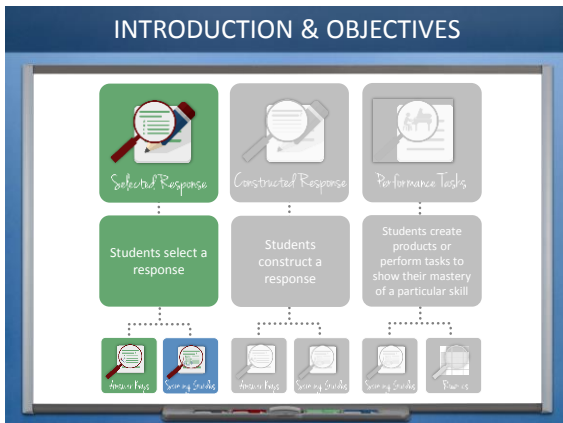 INTRODUCTION & OBJECTIVES
Selected Response
Constructed Response
Performance Tasks
Students select a
response
Students
construct a
response
Students create
products or
perform tasks to
show their mastery
of a particular skill
Answer Keys
Scoring Guides
Answer Keys
Scoring Guides
Scoring Guides